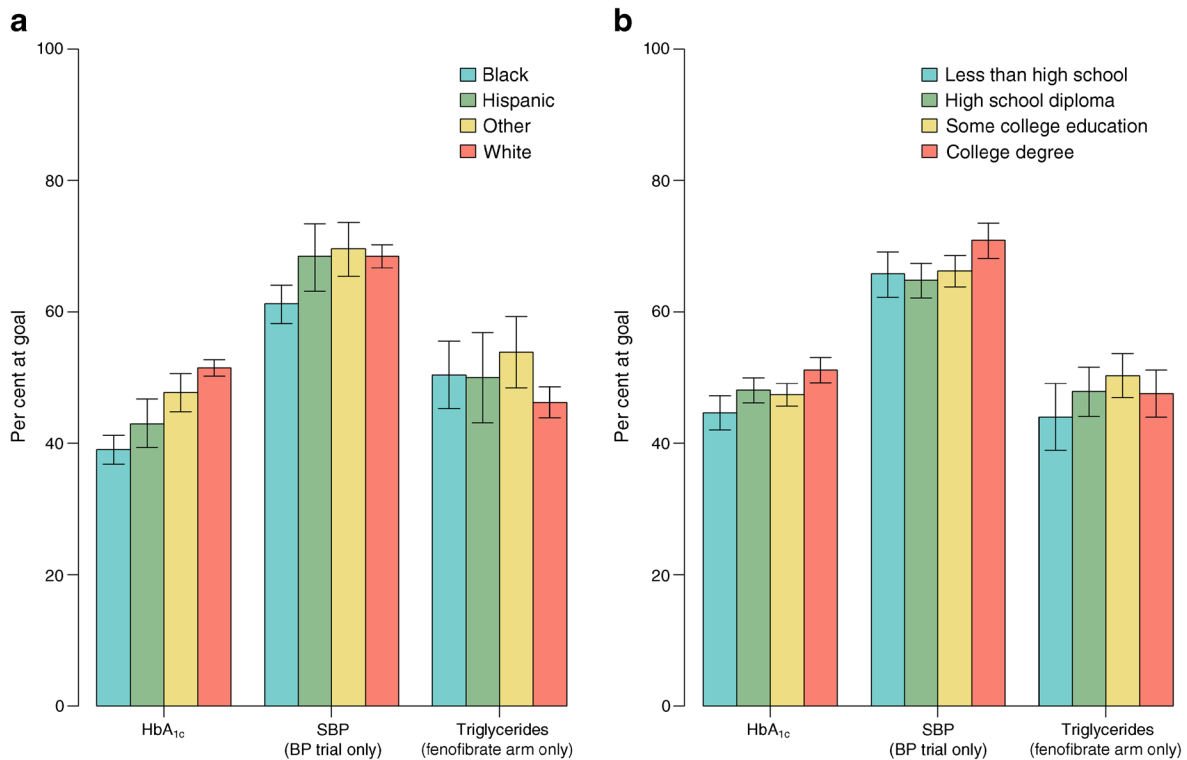 a
100
80
60
40
20
0
Per cent at goal
Black
Hispanic
Other
White
HbA1c
SBP
(BP trial only)
Triglycerides
(fenofibrate arm only)
b
100
80
60
40
20
0
Per cent at goal
Less than high school
High school diploma
Some college education
College degree
HbA1c
SBP
(BP trial only)
Triglycerides
(fenofibrate arm only)